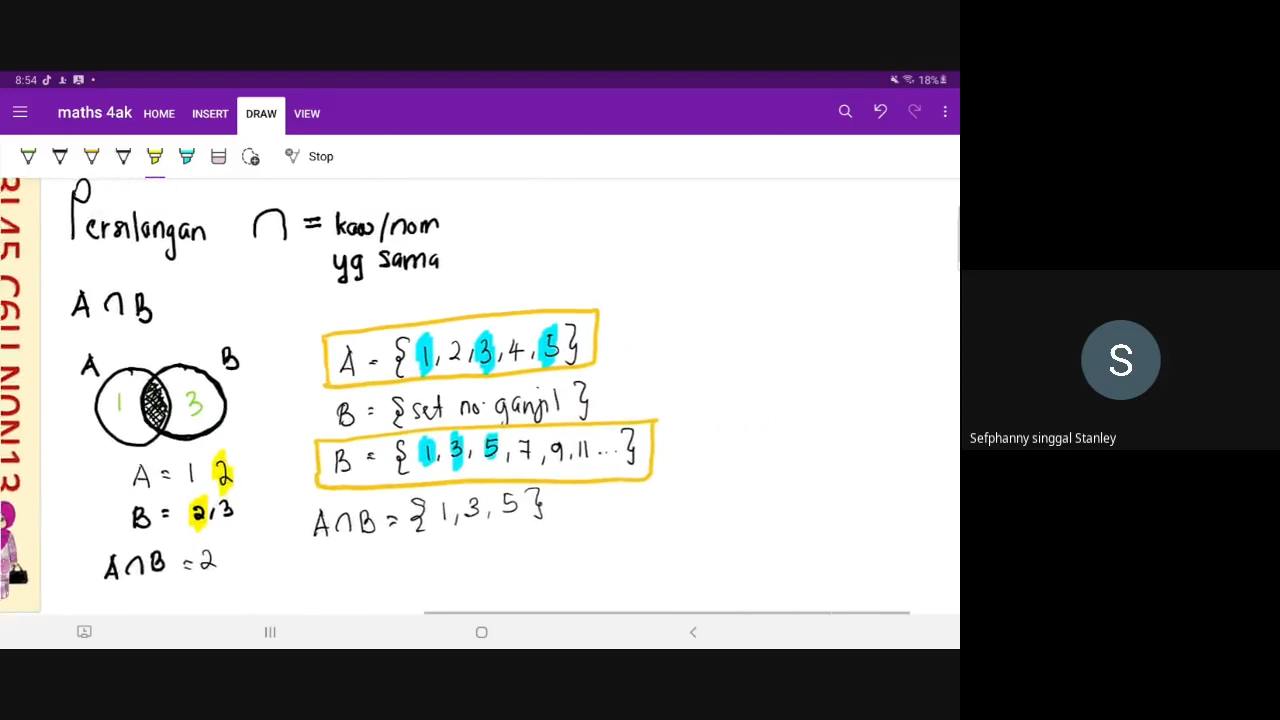 8:54
18%
maths 4ak HOME INSERT DRAW VIEW
Stop
Persilangan ∩ = kaw/nom
yg sama
A ∩ B
A B
1 3
A = 1 2
B = 2, 3
A ∩ B = 2
A = {1, 2, 3, 4, 5}
B = {set no. ganjil}
B = {1, 3, 5, 7, 9, 11 ...}
A ∩ B = {1, 3, 5}
S
Sefphanny singgal Stanley